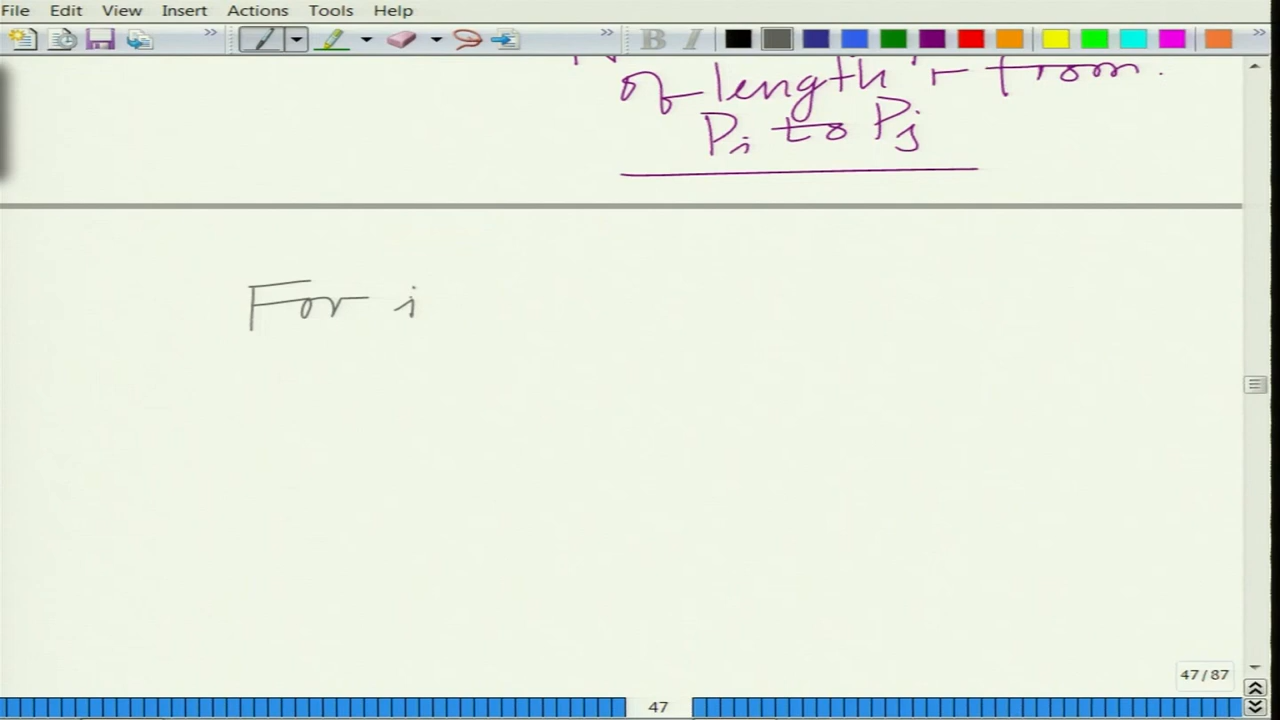 File Edit View Insert Actions Tools Help
B I
of length r from
Pi to Pj
For i
47 / 87
47